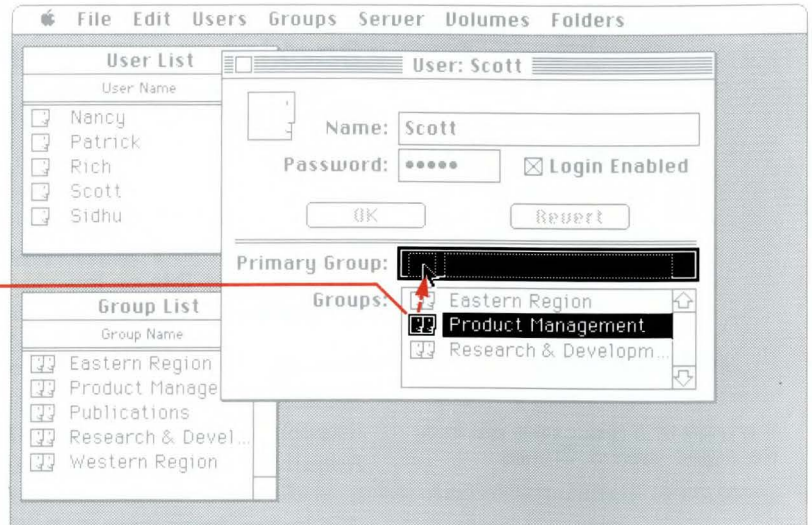 File Edit Users Groups Server Volumes Folders
User List
User Name
Nancy
Patrick
Rich
Scott
Sidhu
Group List
Group Name
Eastern Region
Product Manage
Publications
Research & Devel...
Western Region
User: Scott
Name: Scott
Password: •••••
Login Enabled
OK
Revert
Primary Group:
Groups:
Eastern Region
Product Management
Research & Developm...